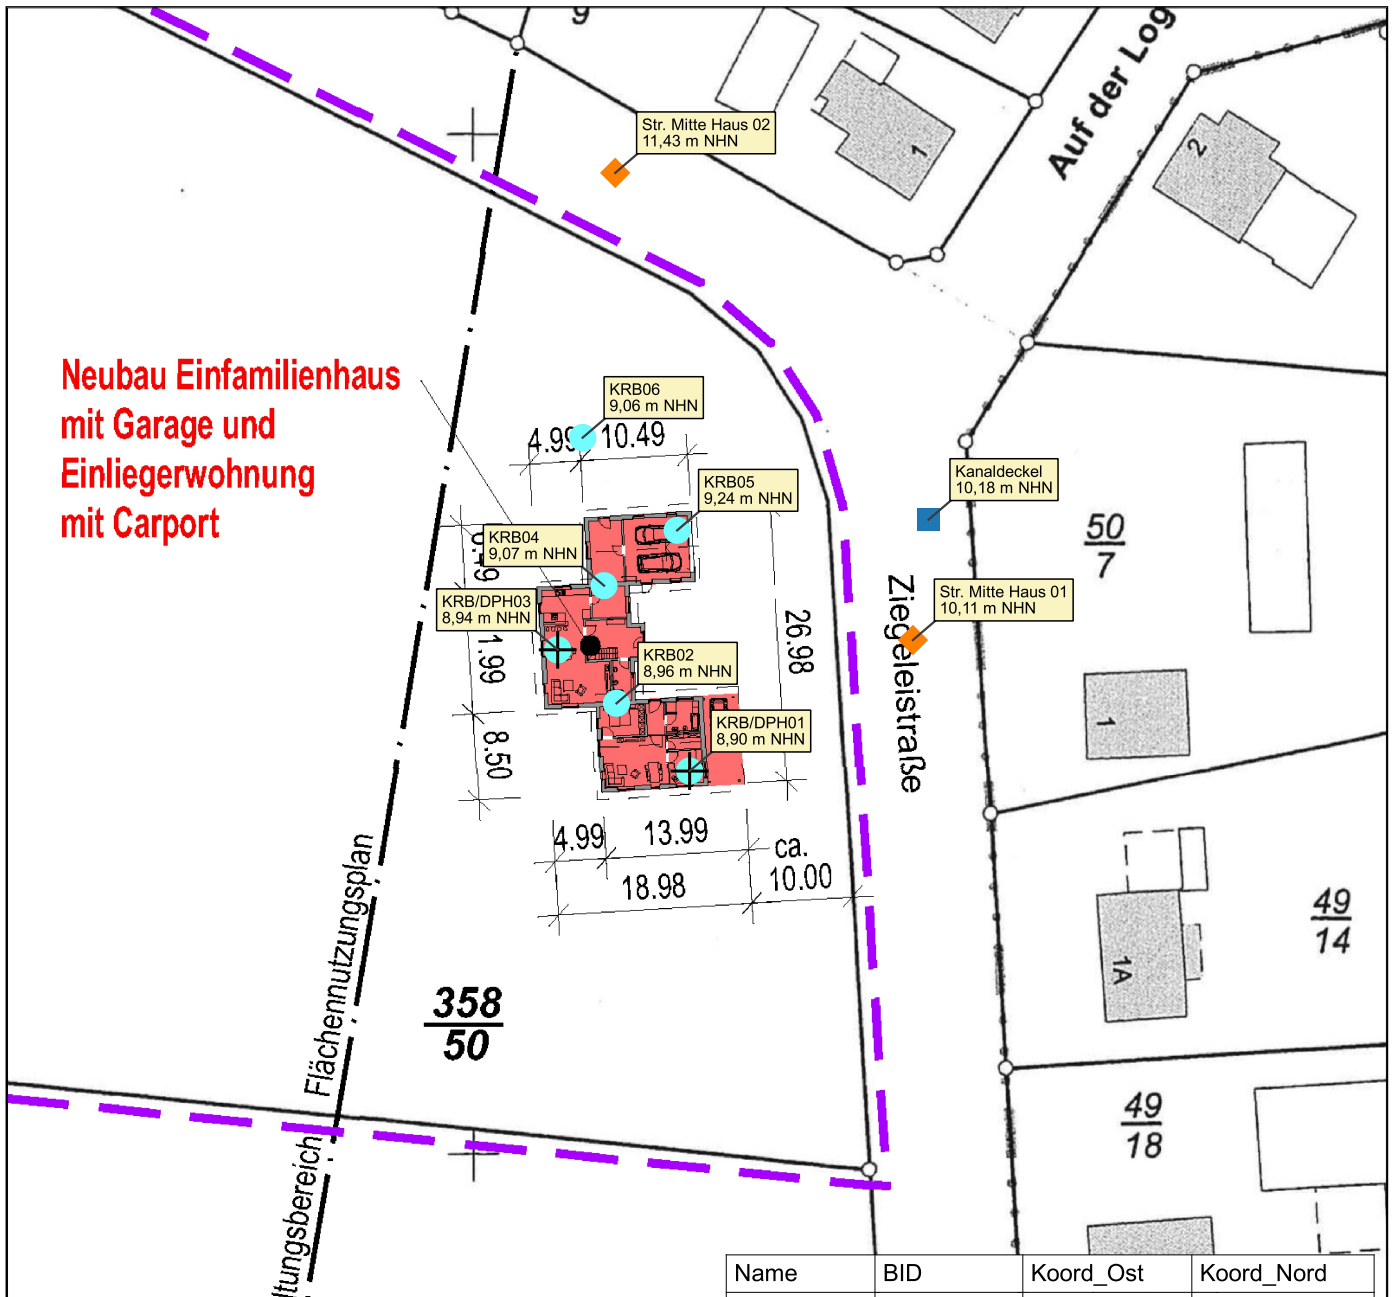 9
Auf der Log
Str. Mitte Haus 02
11,43 m NHN
1
2
Neubau Einfamilienhaus
mit Garage und
Einliegerwohnung
mit Carport
KRB06
9,06 m NHN
4.99
10.49
KRB05
9,24 m NHN
Kanaldeckel
10,18 m NHN
KRB04
9,07 m NHN
50
7
KRB/DPH03
8,94 m NHN
Str. Mitte Haus 01
10,11 m NHN
Ziegeleistraße
26.98
1.99
KRB02
8,96 m NHN
KRB/DPH01
8,90 m NHN
8.50
1
4.99
13.99
ca.
10.00
18.98
Flächennutzungsplan
49
14
1A
358
50
49
18
ltungsbereich
Name
BID
Koord_Ost
Koord_Nord